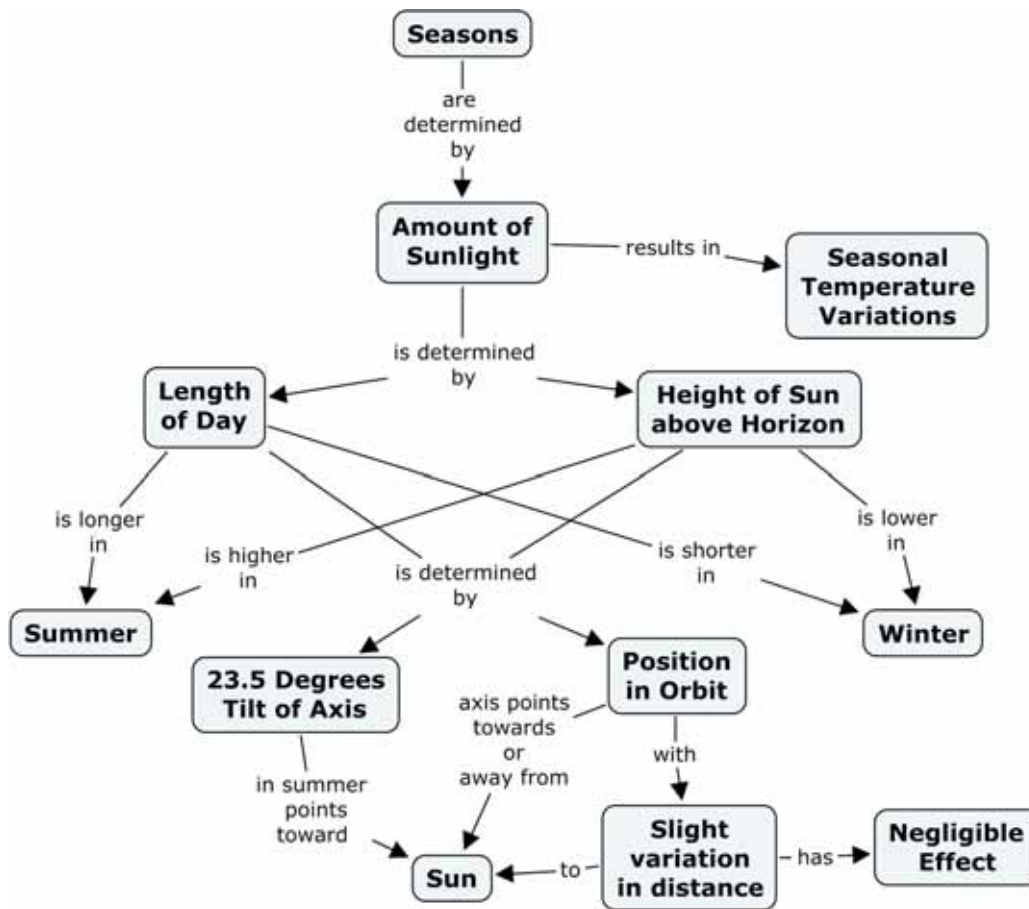 Seasons
are
determined
by
Amount of
Sunlight
results in
Seasonal
Temperature
Variations
is determined
by
Length
of Day
Height of Sun
above Horizon
is longer
in
is higher
in
is determined
by
is shorter
in
is lower
in
Summer
Winter
23.5 Degrees
Tilt of Axis
Position
in Orbit
axis points
towards
or
away from
with
in summer
points
toward
Sun
to
Slight
variation
in distance
has
Negligible
Effect